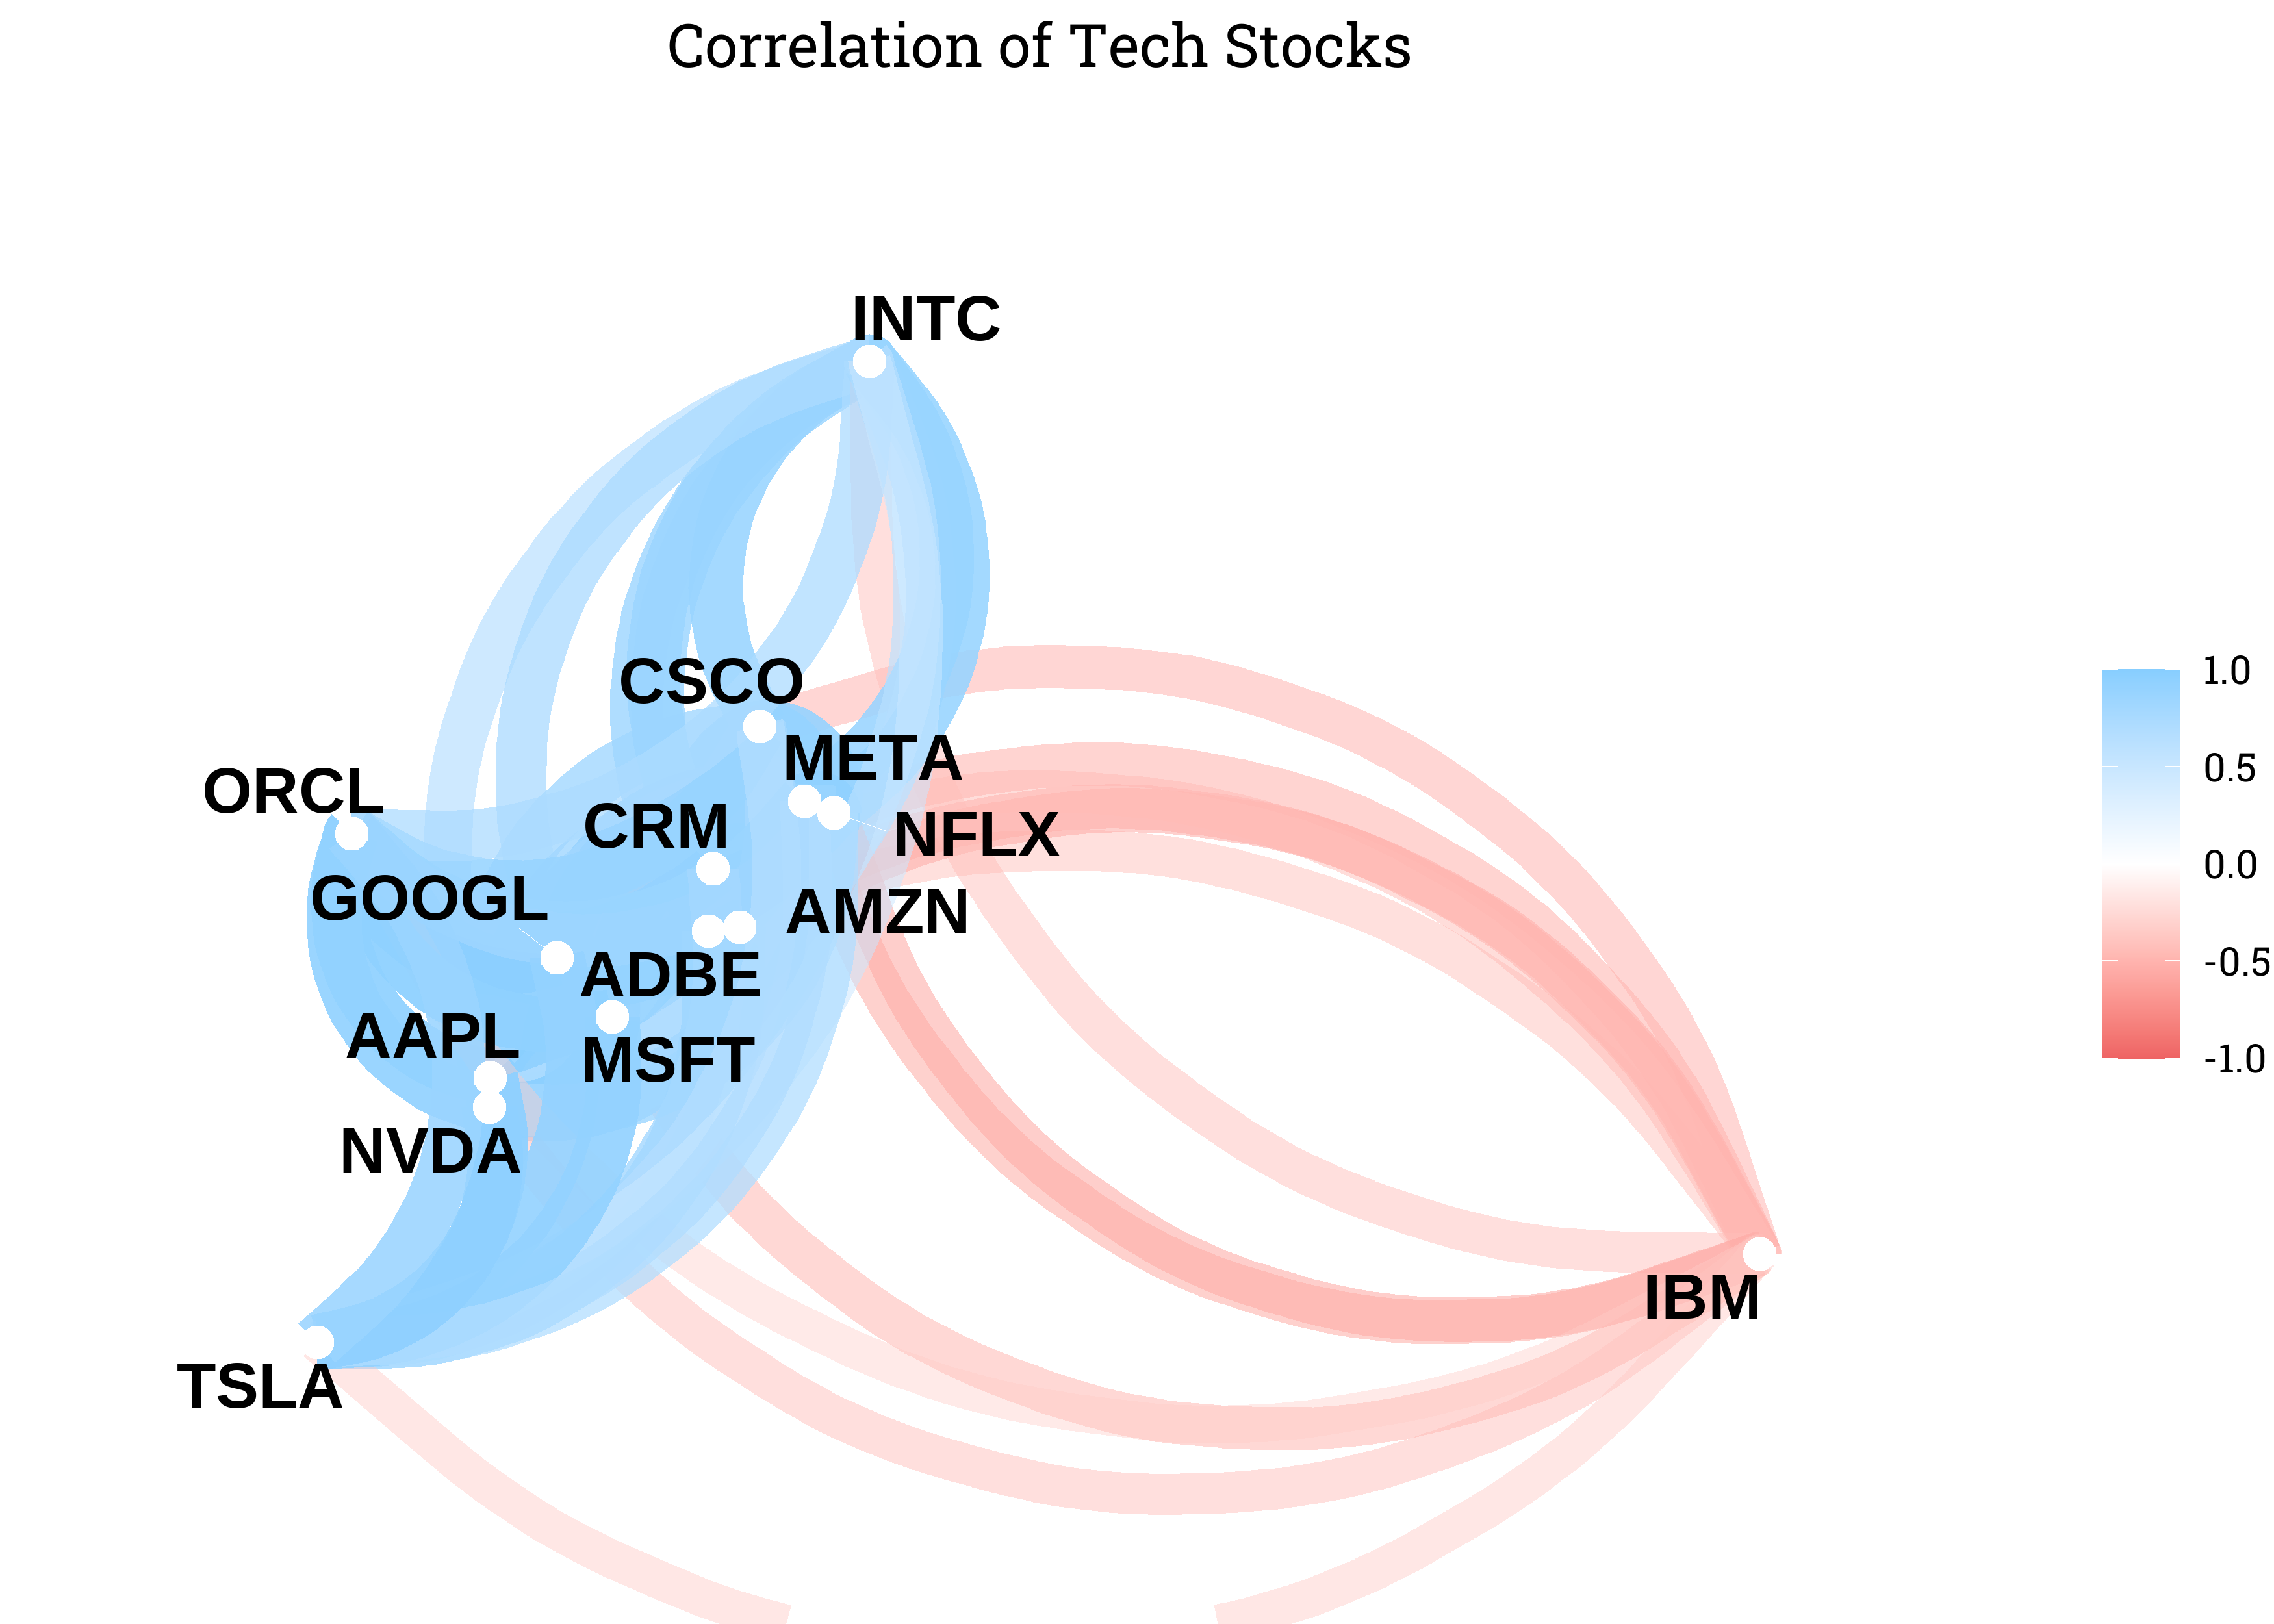 Correlation of Tech Stocks
INTC
CSCO
META
ORCL
CRM
NFLX
GOOGL
AMZN
ADBE
AAPL
MSFT
NVDA
IBM
TSLA
1.0
0.5
0.0
-0.5
-1.0